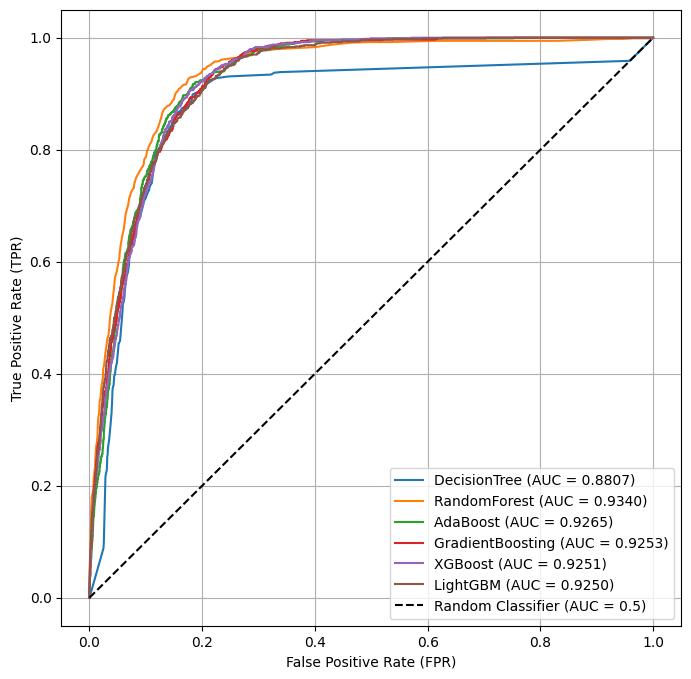 1.0
0.8
0.6
0.4
0.2
0.0
True Positive Rate (TPR)
DecisionTree (AUC = 0.8807)
RandomForest (AUC = 0.9340)
AdaBoost (AUC = 0.9265)
GradientBoosting (AUC = 0.9253)
XGBoost (AUC = 0.9251)
LightGBM (AUC = 0.9250)
Random Classifier (AUC = 0.5)
0.0 0.2 0.4 0.6 0.8 1.0
False Positive Rate (FPR)